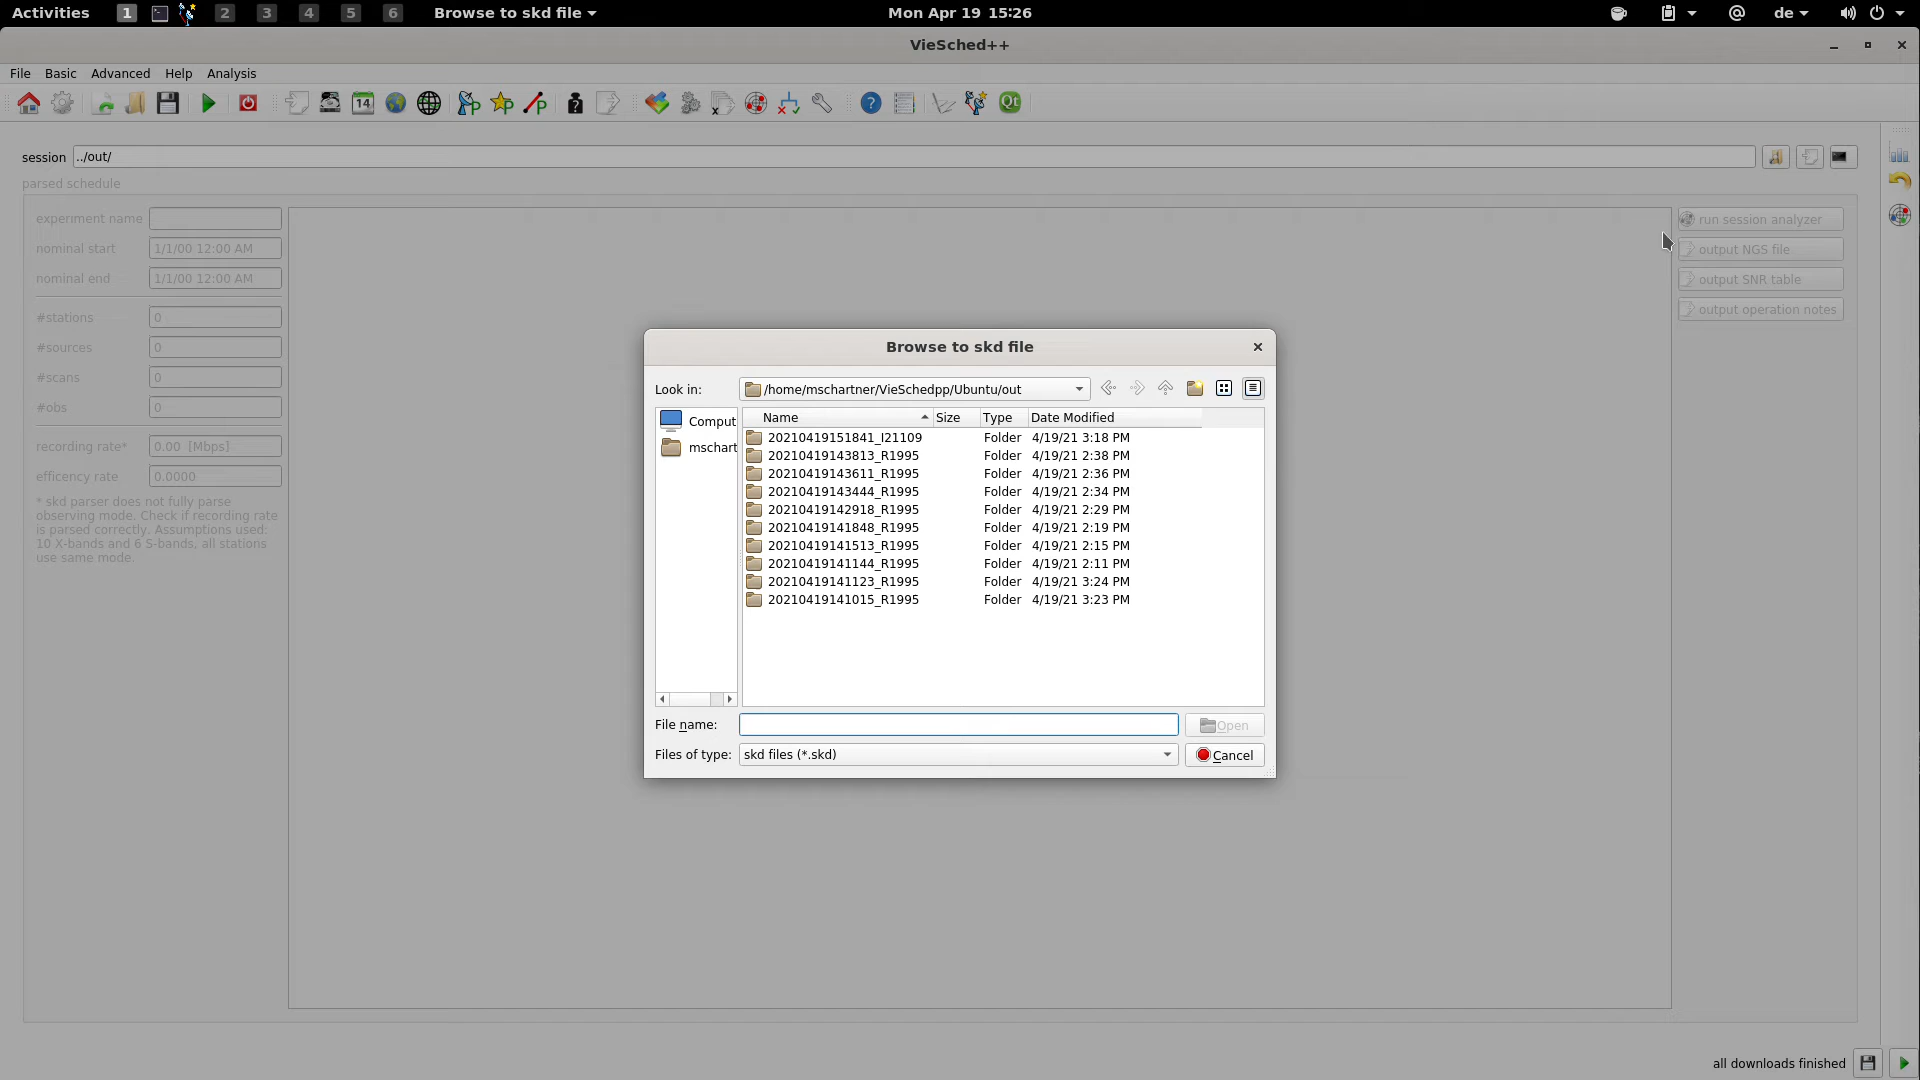 Activities 1 2 3 4 5 6 Browse to skd file Mon Apr 19 15:26 de
VieSched++
File Basic Advanced Help Analysis
14 P P P ? Qt
session ../out/
parsed schedule
experiment name
nominal start 1/1/00 12:00 AM
nominal end 1/1/00 12:00 AM
#stations 0
#sources 0
#scans 0
#obs 0
recording rate* 0.00 [Mbps]
efficency rate 0.0000
* skd parser does not fully parse
observing mode. Check if recording rate
is parsed correctly. Assumptions used:
10 X-bands and 6 S-bands, all stations
use same mode.
run session analyzer
output NGS file
output SNR table
output operation notes
Browse to skd file
Look in: /home/mschartner/VieSchedpp/Ubuntu/out
Comput
mschart
Name Size Type Date Modified
20210419151841_I21109 Folder 4/19/21 3:18 PM
20210419143813_R1995 Folder 4/19/21 2:38 PM
20210419143611_R1995 Folder 4/19/21 2:36 PM
20210419143444_R1995 Folder 4/19/21 2:34 PM
20210419142918_R1995 Folder 4/19/21 2:29 PM
20210419141848_R1995 Folder 4/19/21 2:19 PM
20210419141513_R1995 Folder 4/19/21 2:15 PM
20210419141144_R1995 Folder 4/19/21 2:11 PM
20210419141123_R1995 Folder 4/19/21 3:24 PM
20210419141015_R1995 Folder 4/19/21 3:23 PM
File name: Open
Files of type: skd files (*.skd) Cancel
all downloads finished